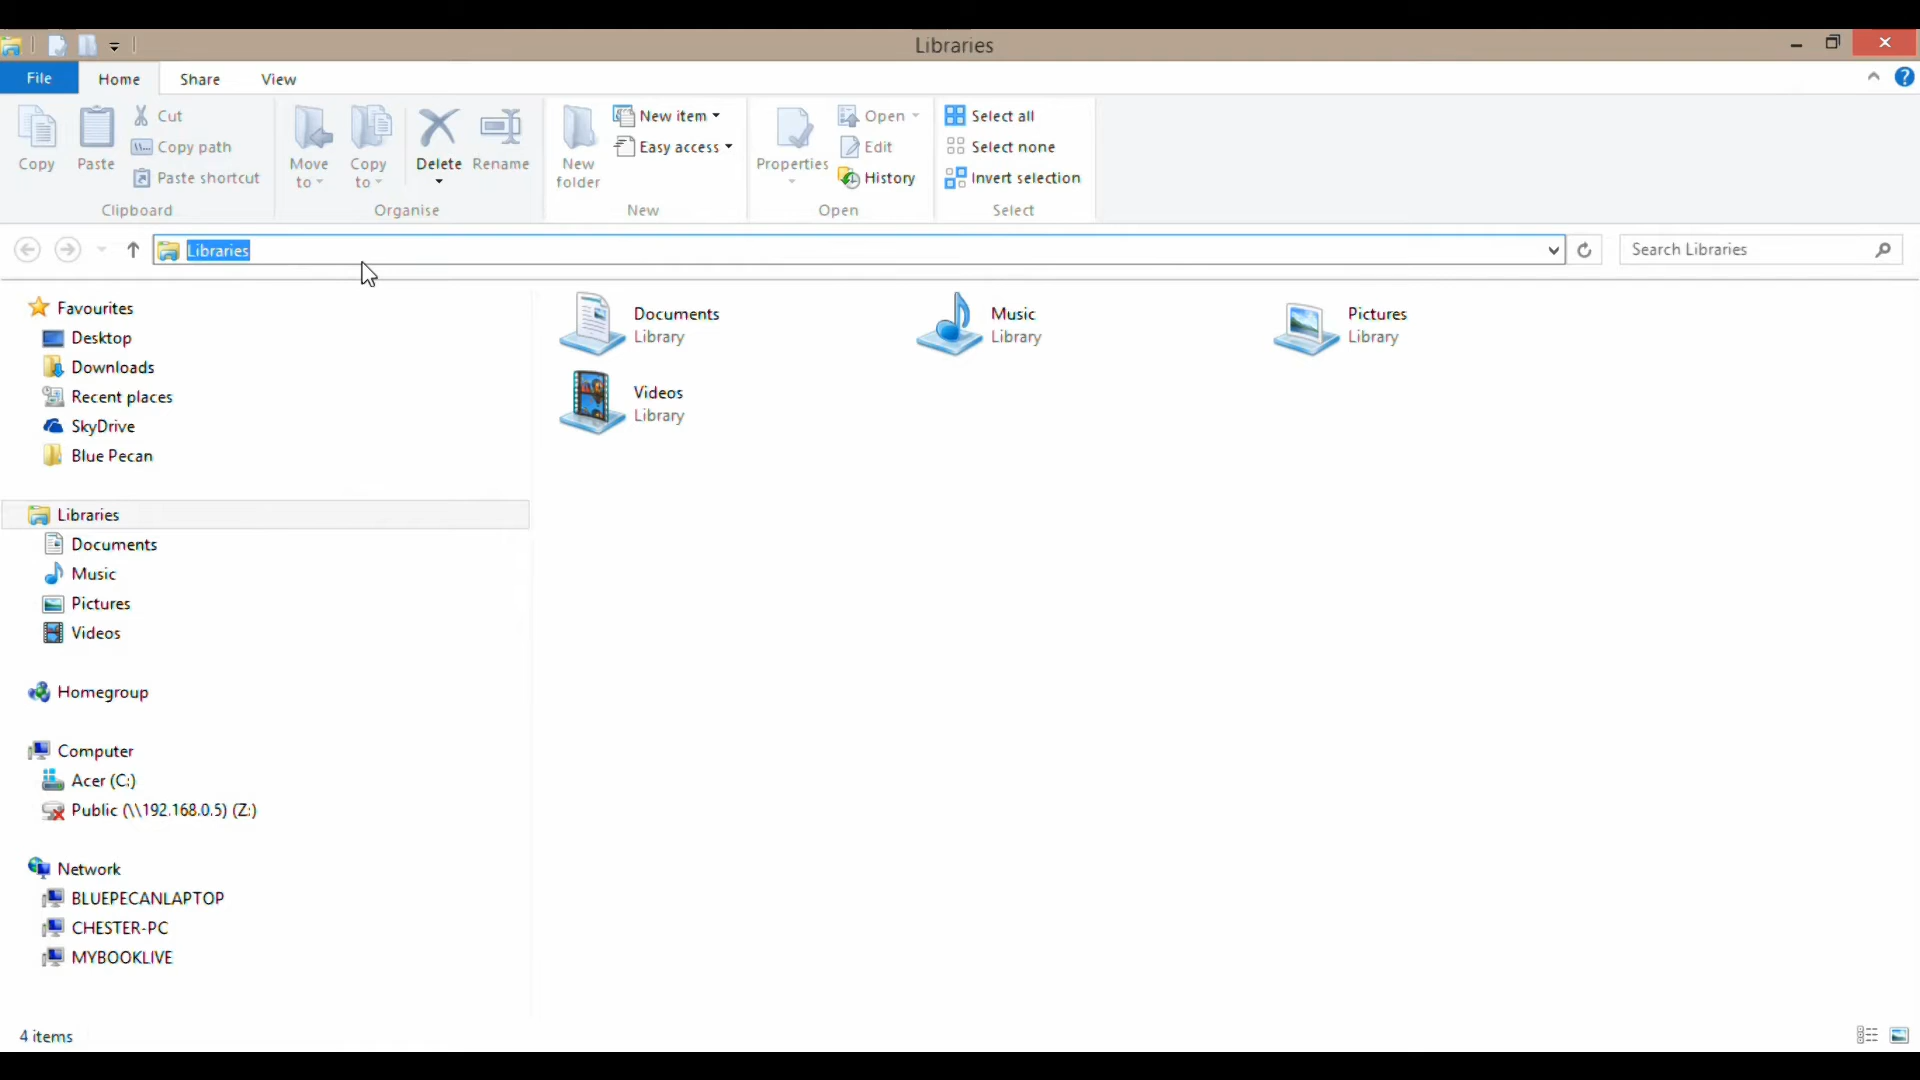 Libraries
File Home Share View
Copy
Paste
Cut
Copy path
Paste shortcut
Clipboard
Move to
Copy to
Delete
Rename
Organise
New folder
New item
Easy access
New
Properties
Open
Edit
History
Open
Select all
Select none
Invert selection
Select
Libraries
Search Libraries
Favourites
Desktop
Downloads
Recent places
SkyDrive
Blue Pecan
Libraries
Documents
Music
Pictures
Videos
Homegroup
Computer
Acer (C:)
Public (\\192.168.0.5) (Z:)
Network
BLUEPECANLAPTOP
CHESTER-PC
MYBOOKLIVE
Documents
Library
Music
Library
Pictures
Library
Videos
Library
4 items